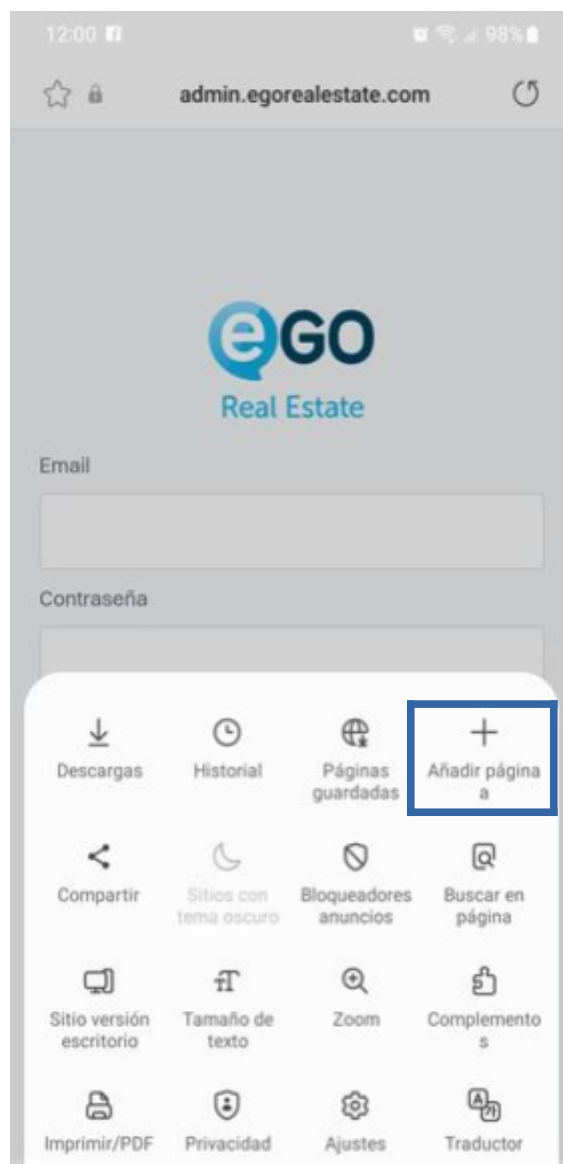 12:00
98%
admin.egorealestate.com
eGO
Real Estate
Email
Contraseña
Descargas
Historial
Páginas
guardadas
Añadir página
a
Compartir
Sitios con
tema oscuro
Bloqueadores
anuncios
Buscar en
página
Sitio versión
escritorio
Tamaño de
texto
Zoom
Complemento
s
Imprimir/PDF
Privacidad
Ajustes
Traductor